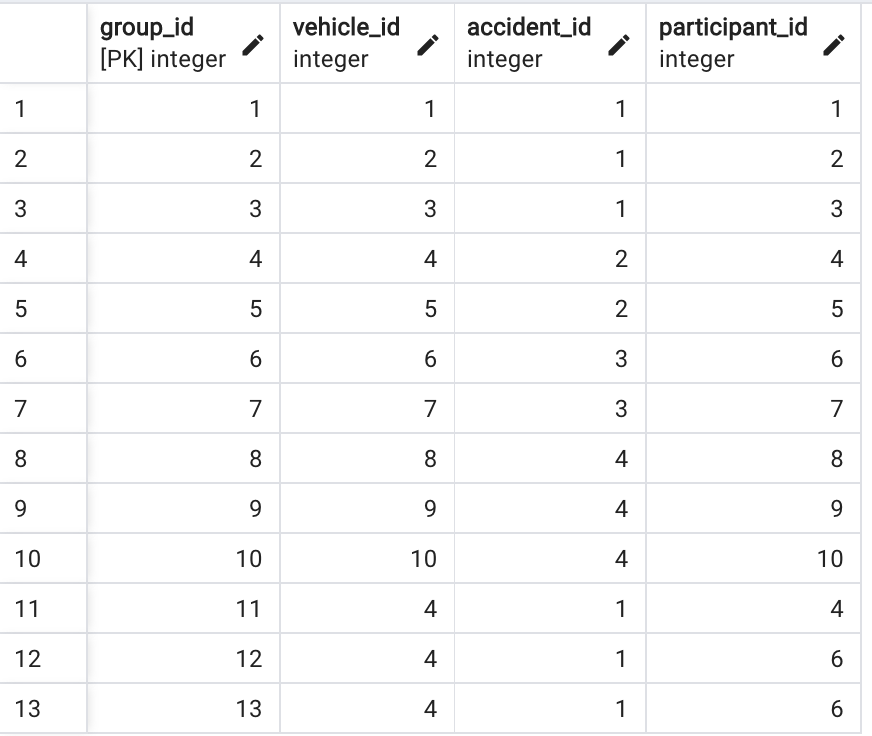 group_id vehicle_id accident_id participant_id
[PK] integer integer integer integer
1 1 1 1 1
2 2 2 1 2
3 3 3 1 3
4 4 4 2 4
5 5 5 2 5
6 6 6 3 6
7 7 7 3 7
8 8 8 4 8
9 9 9 4 9
10 10 10 4 10
11 11 4 1 4
12 12 4 1 6
13 13 4 1 6